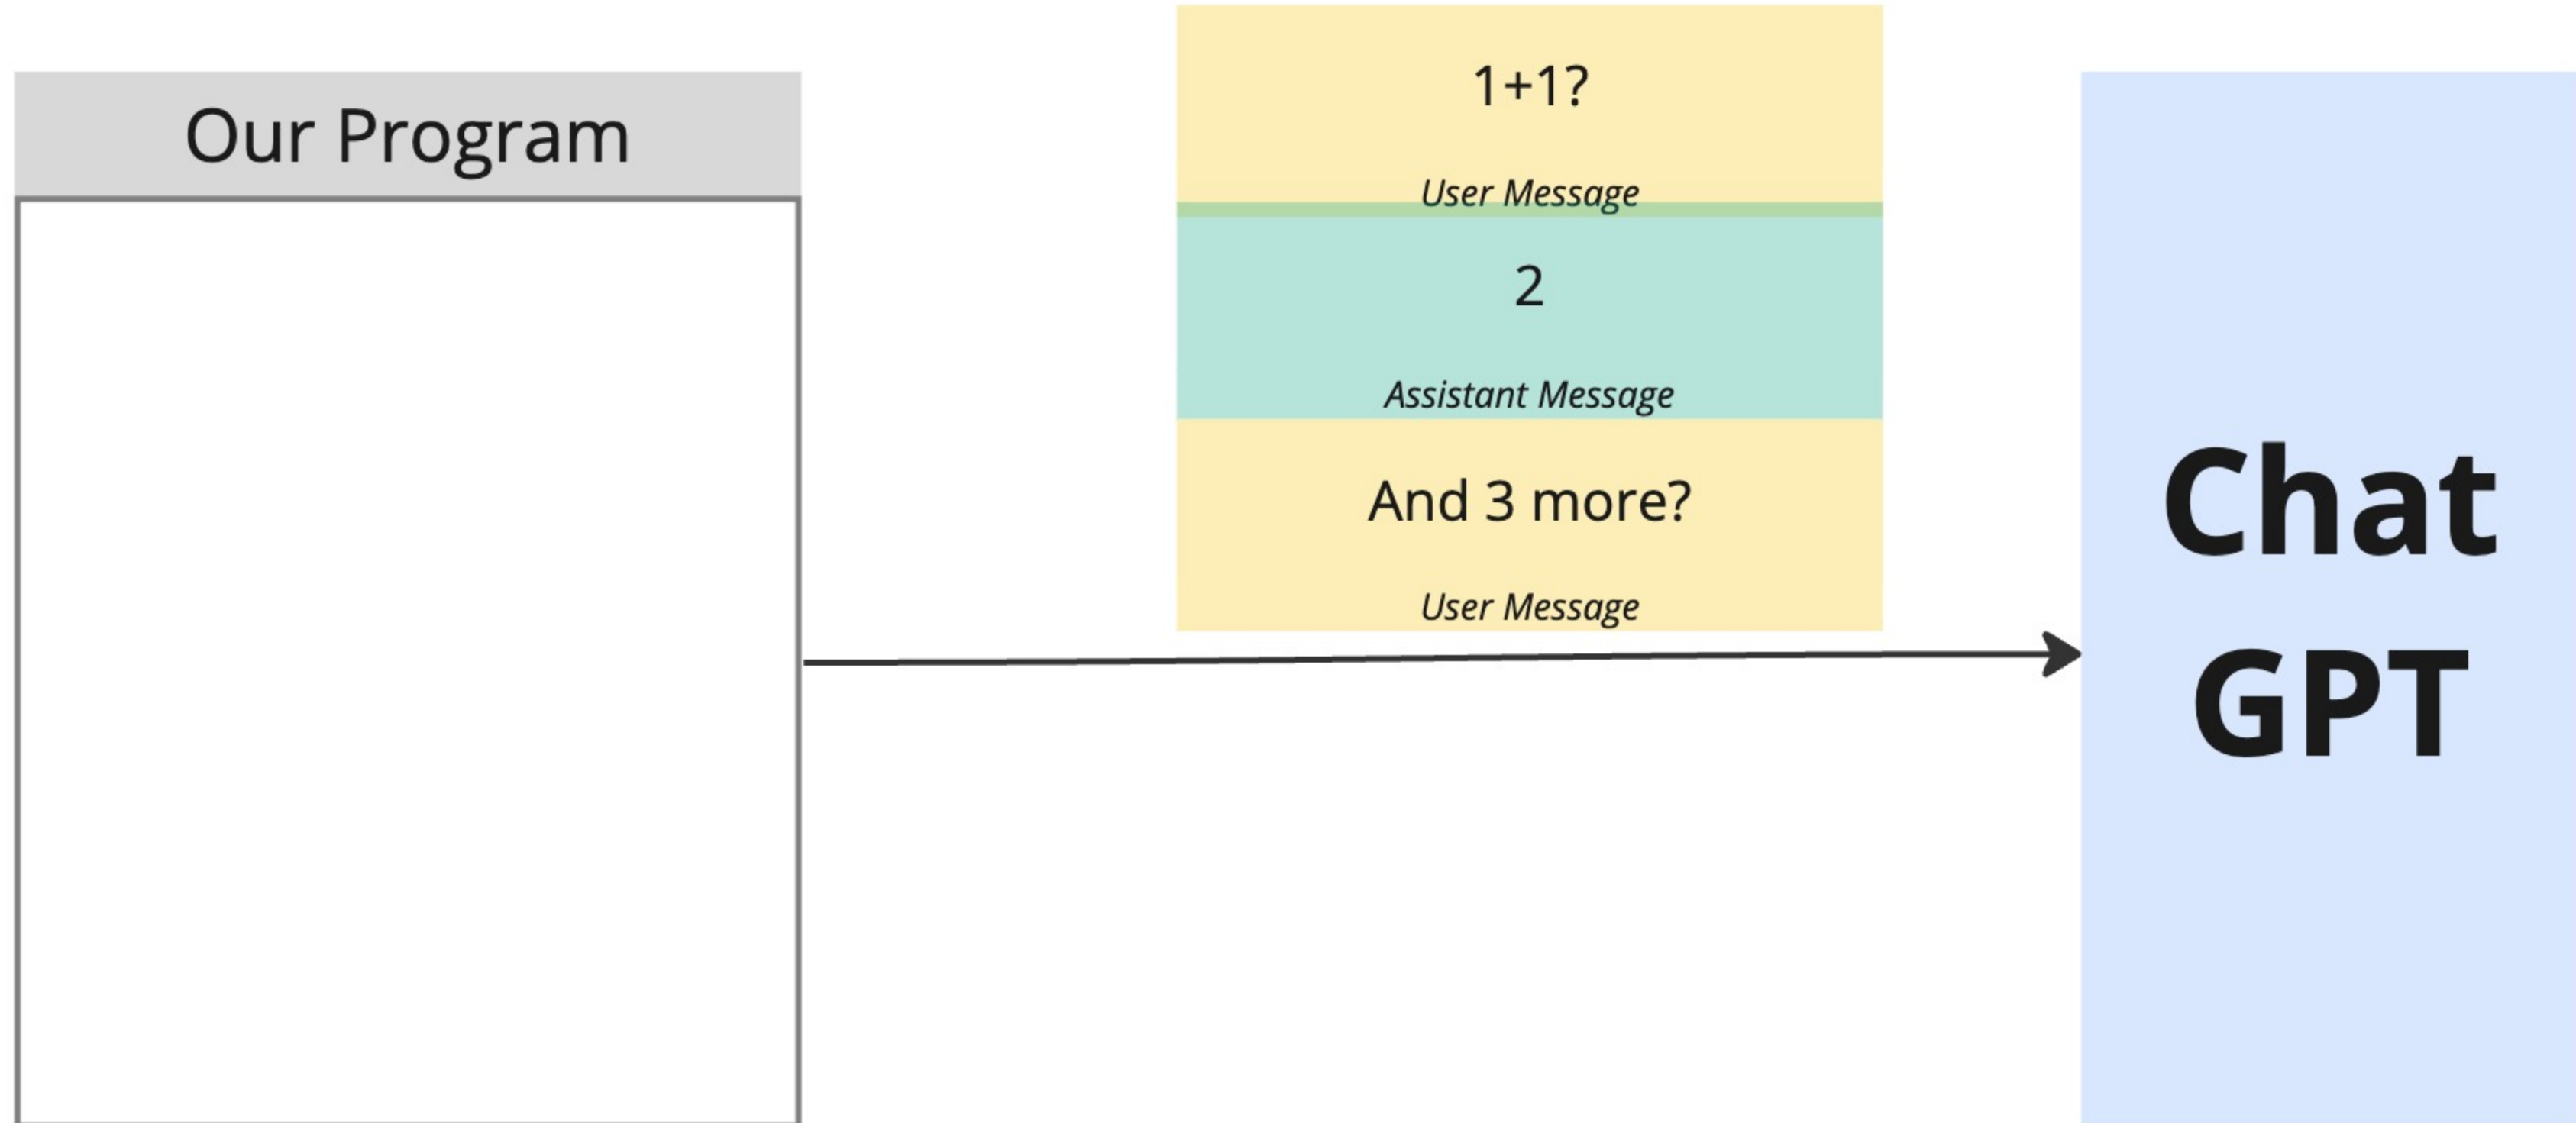 Our Program
1+1?
User Message
2
Assistant Message
And 3 more?
User Message
Chat
GPT